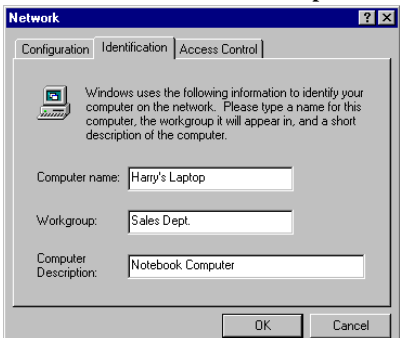 Network
Configuration Identification Access Control
Windows uses the following information to identify your
computer on the network. Please type a name for this
computer, the workgroup it will appear in, and a short
description of the computer.
Computer name: Harry's Laptop
Workgroup: Sales Dept.
Computer
Description: Notebook Computer
OK Cancel